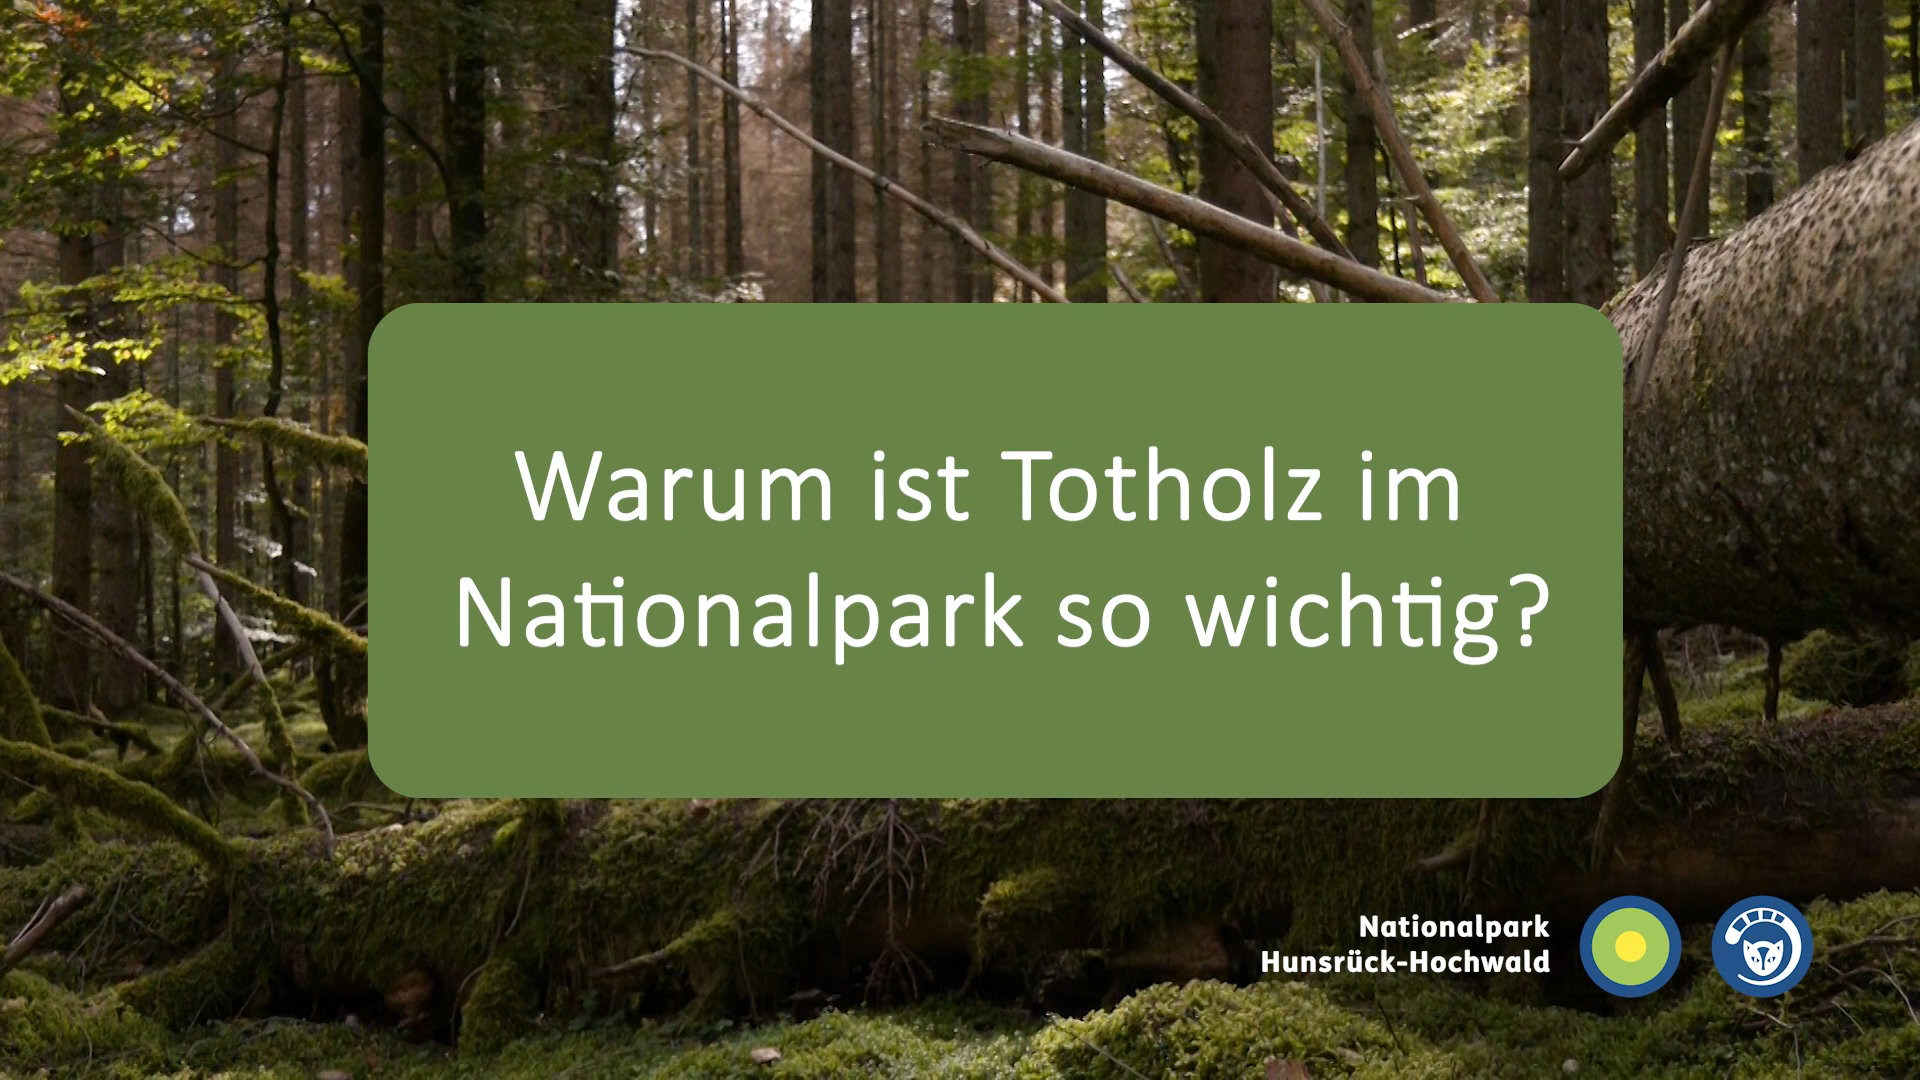 Warum ist Totholz im
Nationalpark so wichtig?
Nationalpark
Hunsrück-Hochwald